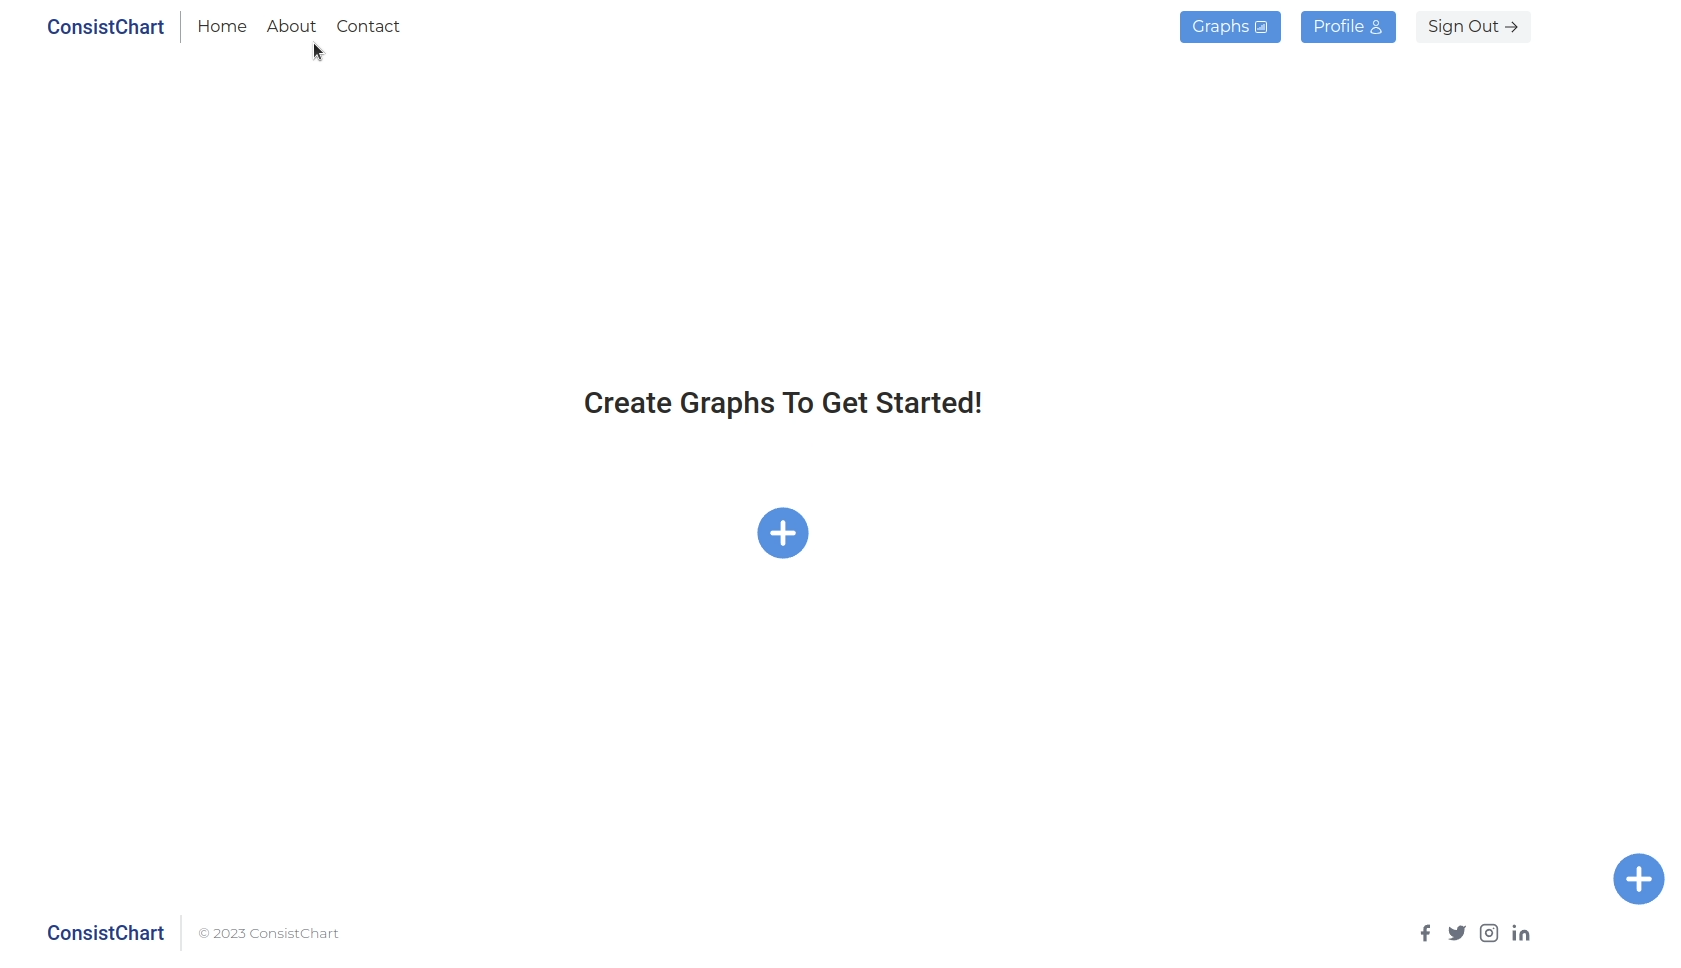 ConsistChart Home About Contact Graphs Profile Sign Out →
Create Graphs To Get Started!
ConsistChart © 2023 ConsistChart